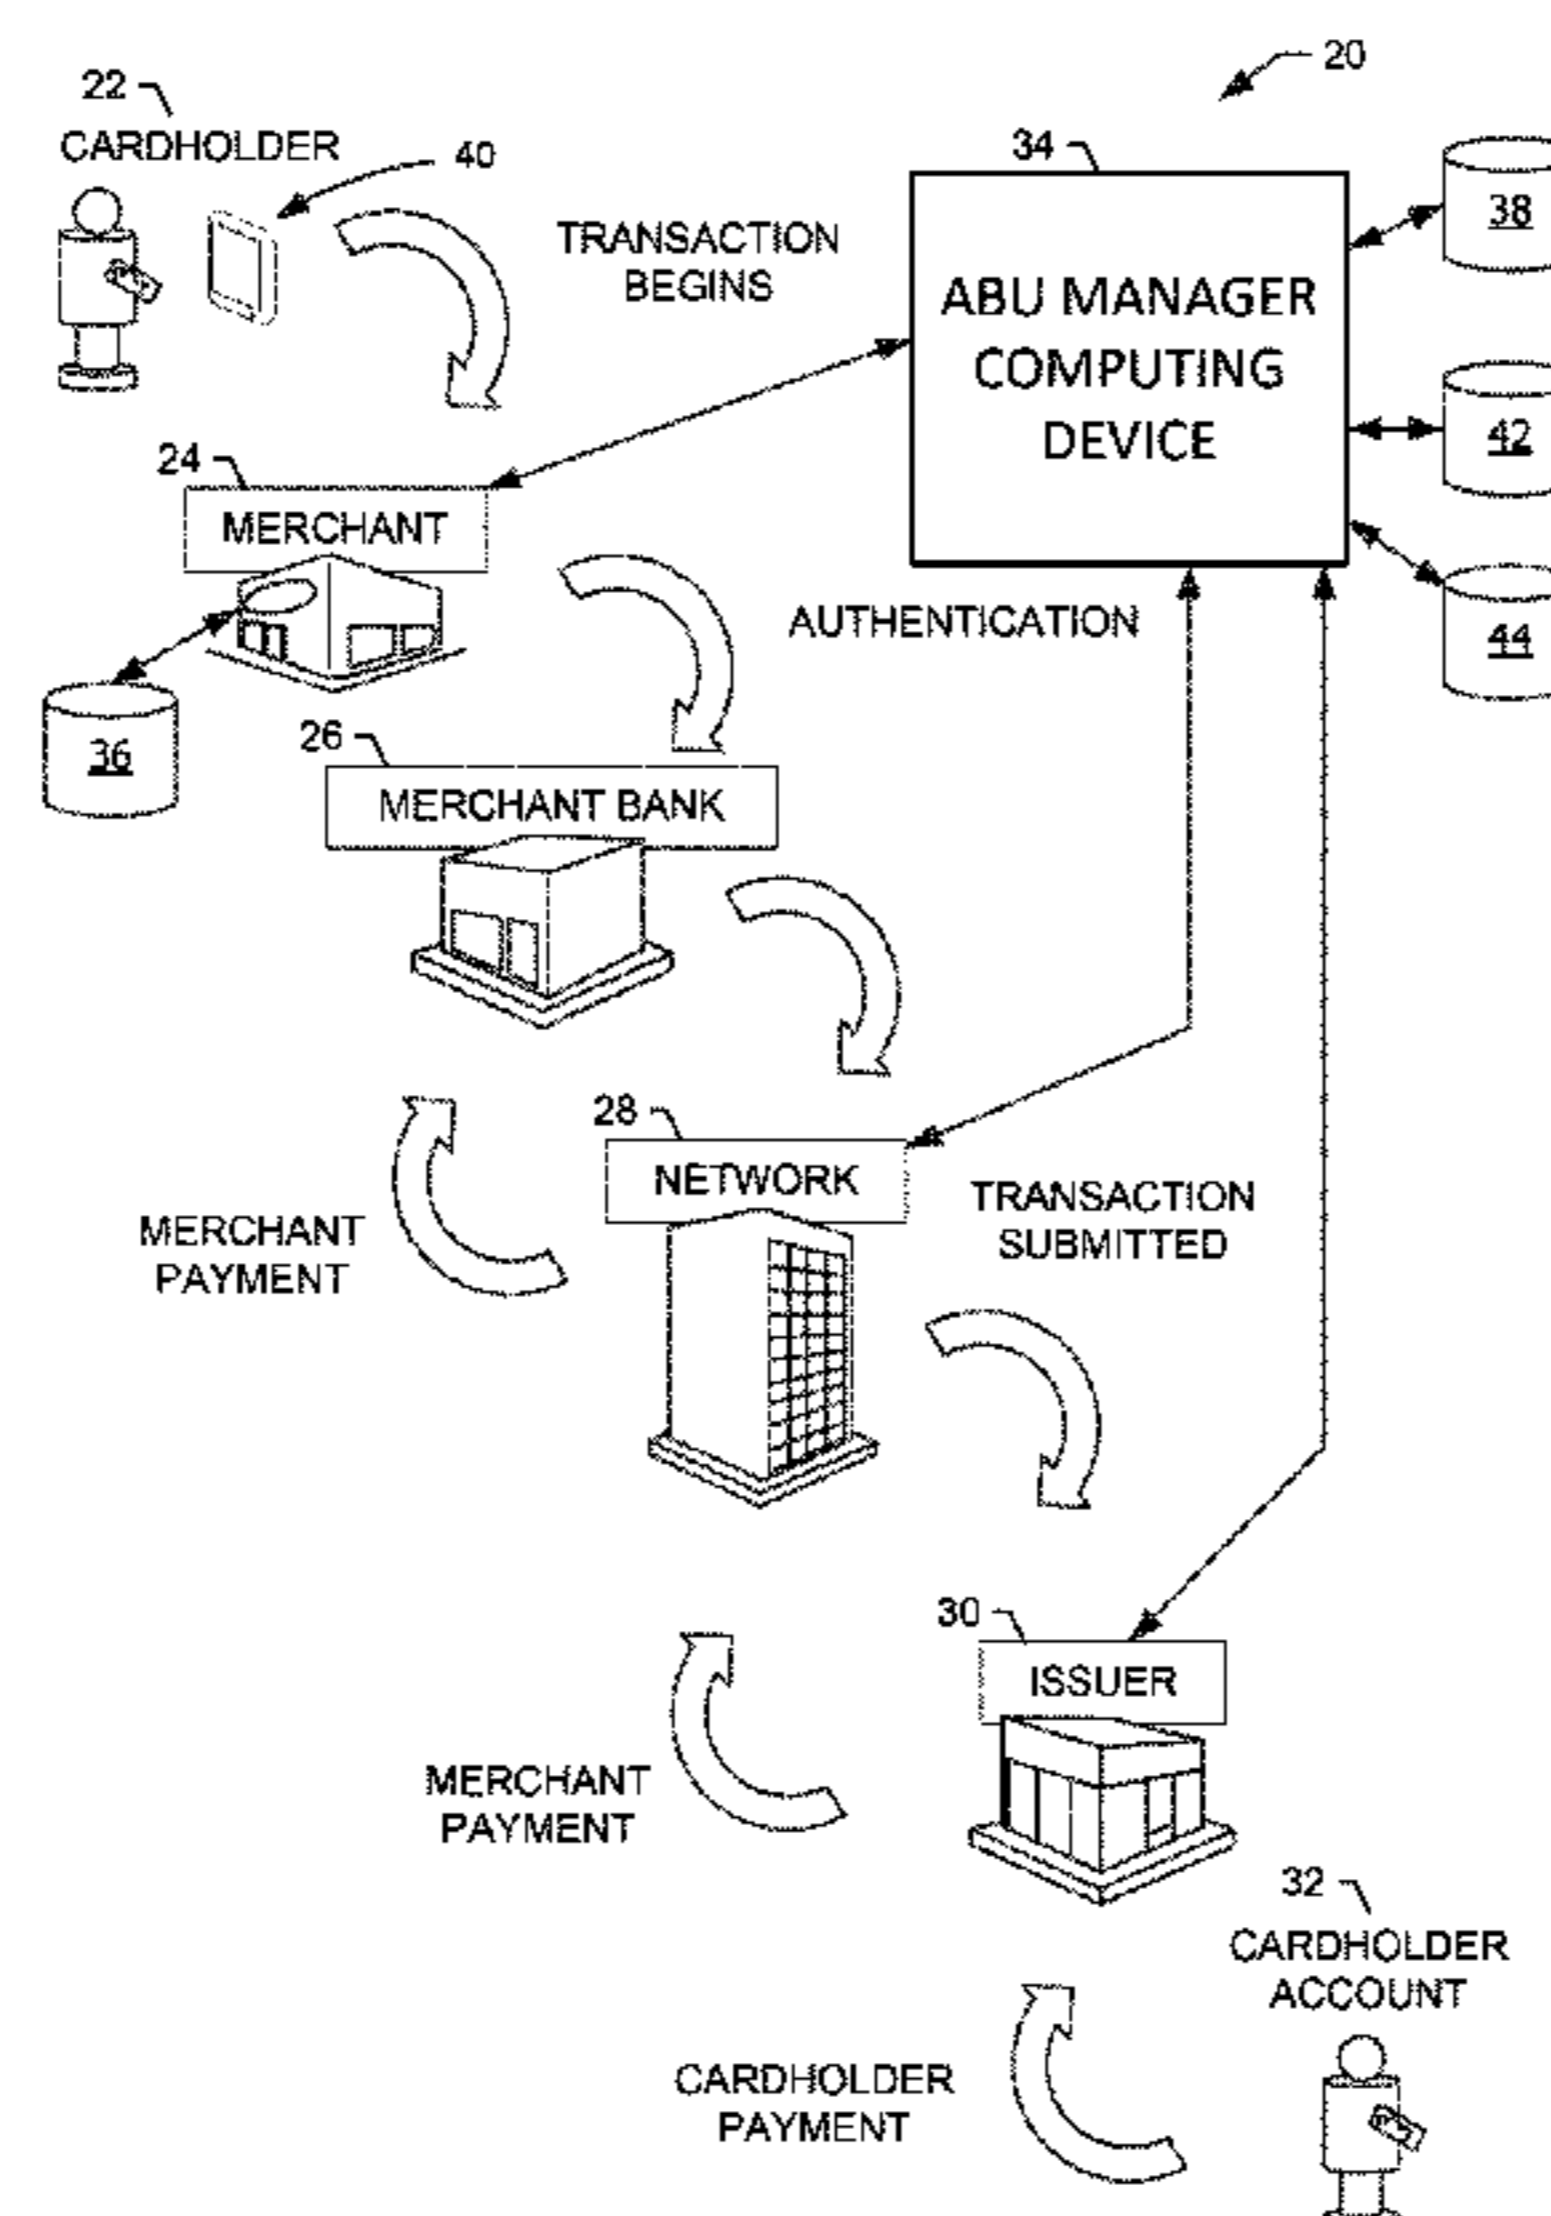 20
22
CARDHOLDER
40
34
38
TRANSACTION
BEGINS
ABU MANAGER
COMPUTING
DEVICE
42
24
MERCHANT
AUTHENTICATION
44
36
26
MERCHANT BANK
28
NETWORK
TRANSACTION
SUBMITTED
MERCHANT
PAYMENT
30
ISSUER
MERCHANT
PAYMENT
32
CARDHOLDER
ACCOUNT
CARDHOLDER
PAYMENT